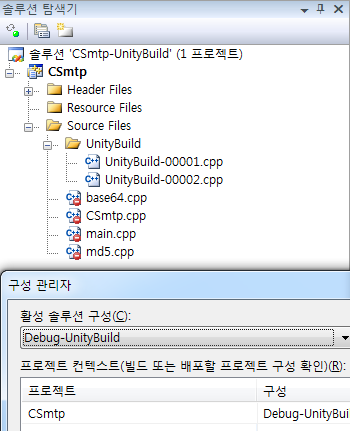 솔루션 탐색기
솔루션 'CSmtp-UnityBuild' (1 프로젝트)
CSmtp
Header Files
Resource Files
Source Files
UnityBuild
UnityBuild-00001.cpp
UnityBuild-00002.cpp
base64.cpp
CSmtp.cpp
main.cpp
md5.cpp
구성 관리자
활성 솔루션 구성(C):
Debug-UnityBuild
프로젝트 컨텍스트(빌드 또는 배포할 프로젝트 구성 확인)(R):
프로젝트 구성
CSmtp Debug-UnityBui